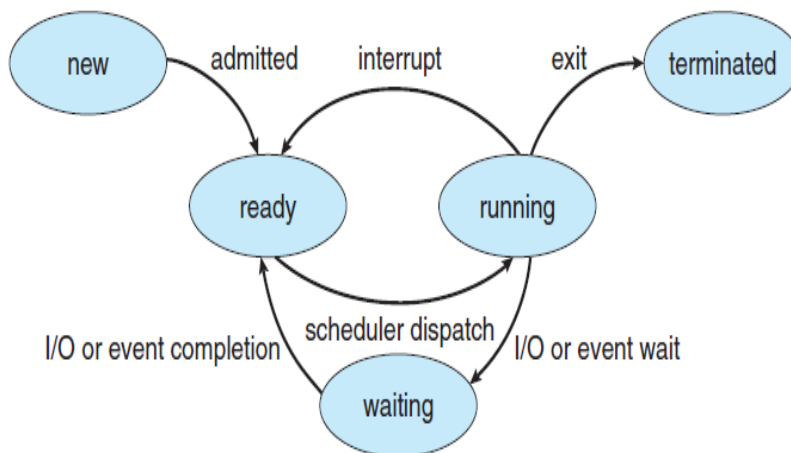 new
admitted
interrupt
exit
terminated
ready
running
scheduler dispatch
I/O or event completion
I/O or event wait
waiting